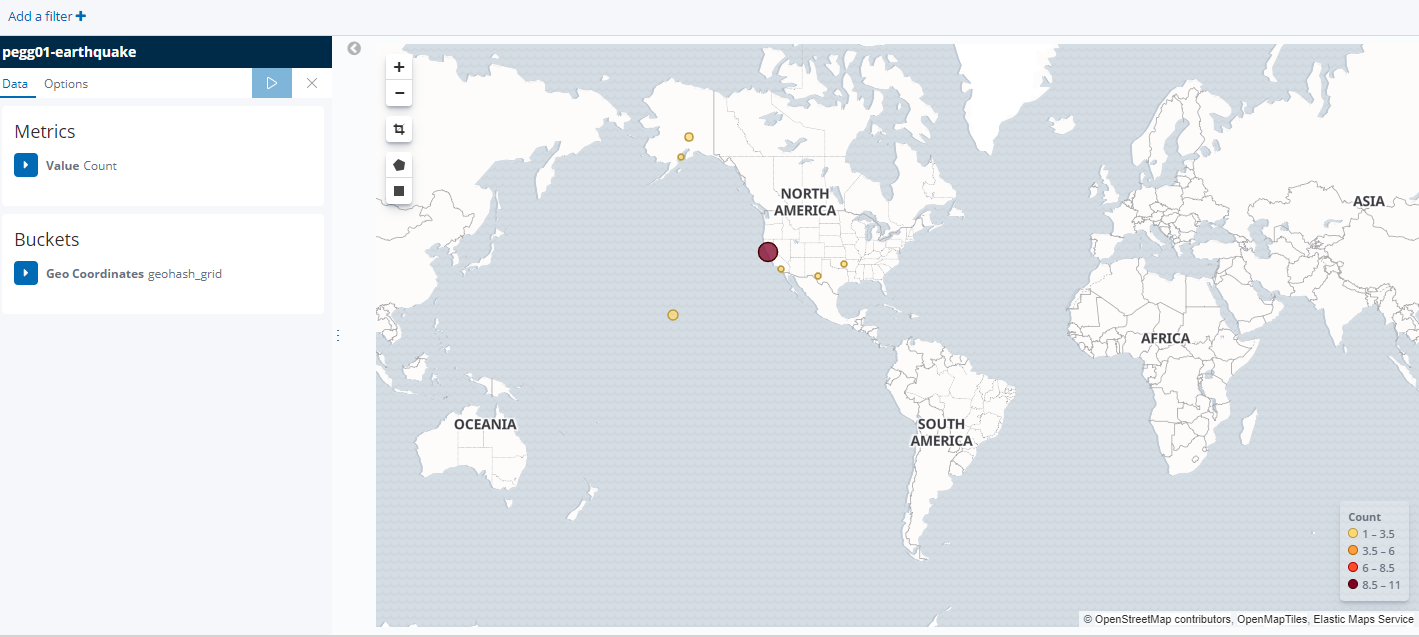 Add a filter
pegg01-earthquake
Data Options
Metrics
Value Count
Buckets
Geo Coordinates geohash_grid
NORTH
AMERICA
ASIA
AFRICA
OCEANIA
SOUTH
AMERICA
Count
1 – 3.5
3.5 – 6
6 – 8.5
8.5 – 11
© OpenStreetMap contributors, OpenMapTiles, Elastic Maps Service